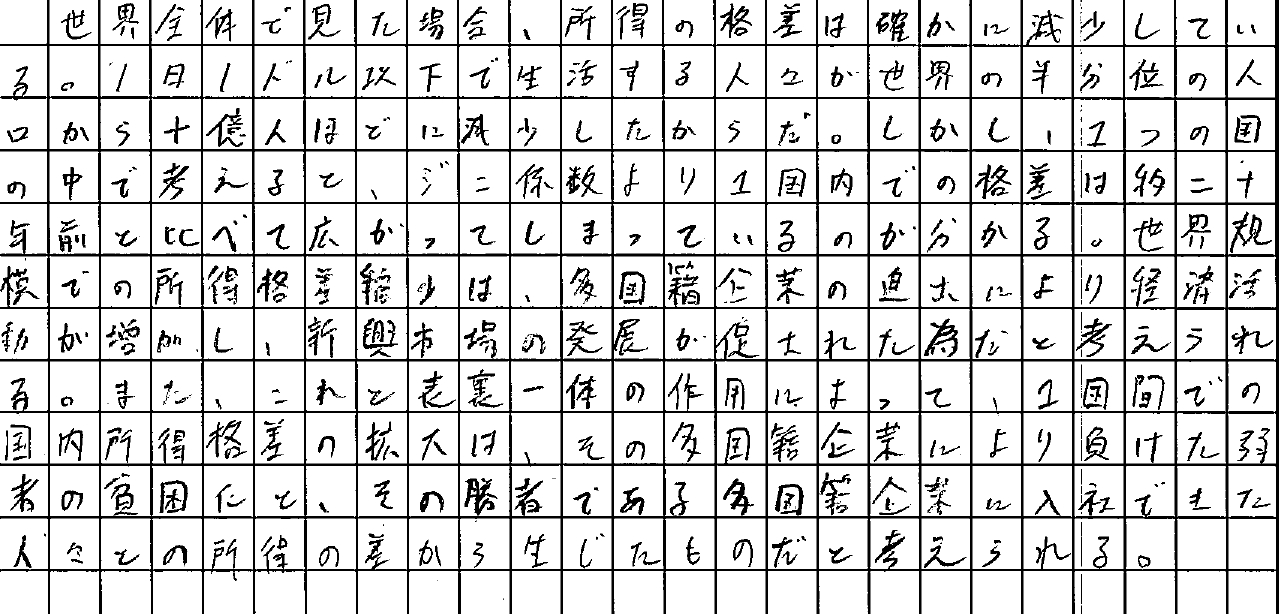 世界全体で見た場合、所得の格差は確かに減少してい
る。1日1ドル以下で生活する人々が世界の半分位の人
口から十億人ほどに減少したからだ。しかし、1つの国
の中で考えると、ジニ係数より1国内での格差は約二十
年前と比べて広がってしまっているのが分かる。世界規
模での所得格差縮少は、多国籍企業の進出により経済活
動が増加し、新興市場の発展が促された為だと考えられ
る。また、これと表裏一体の作用によって、1国間での
国内所得格差の拡大は、その多国籍企業により負けた弱
者の貧困化と、その勝者である多国籍企業に入社できた
人々との所得の差から生じたものだと考えられる。